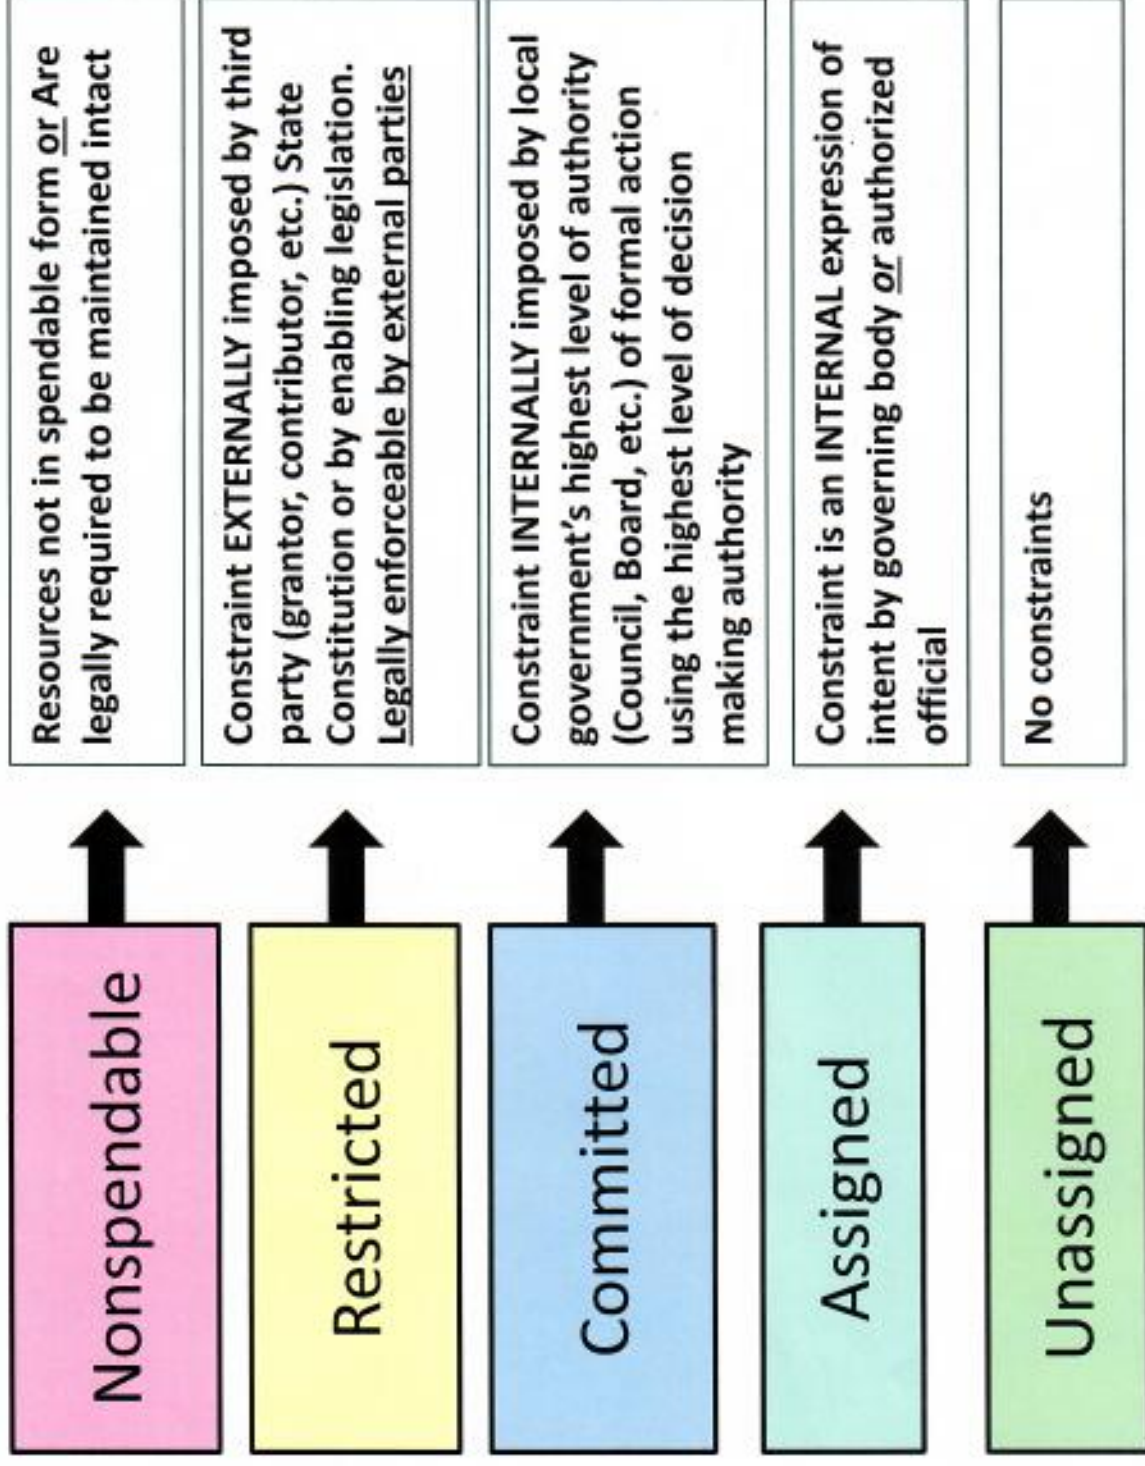 Nonspendable
Resources not in spendable form or Are
legally required to be maintained intact
Restricted
Constraint EXTERNALLY imposed by third
party (grantor, contributor, etc.) State
Constitution or by enabling legislation.
Legally enforceable by external parties
Committed
Constraint INTERNALLY imposed by local
government's highest level of authority
(Council, Board, etc.) of formal action
using the highest level of decision
making authority
Assigned
Constraint is an INTERNAL expression of
intent by governing body or authorized
official
Unassigned
No constraints